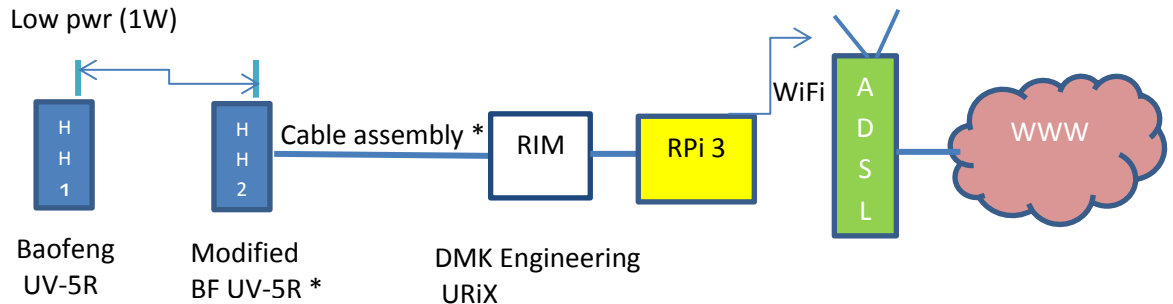 Low pwr (1W)
H
H
1
H
H
2
Cable assembly *
RIM
RPi 3
WiFi
A
D
S
L
WWW
Baofeng
UV-5R
Modified
BF UV-5R *
DMK Engineering
URiX